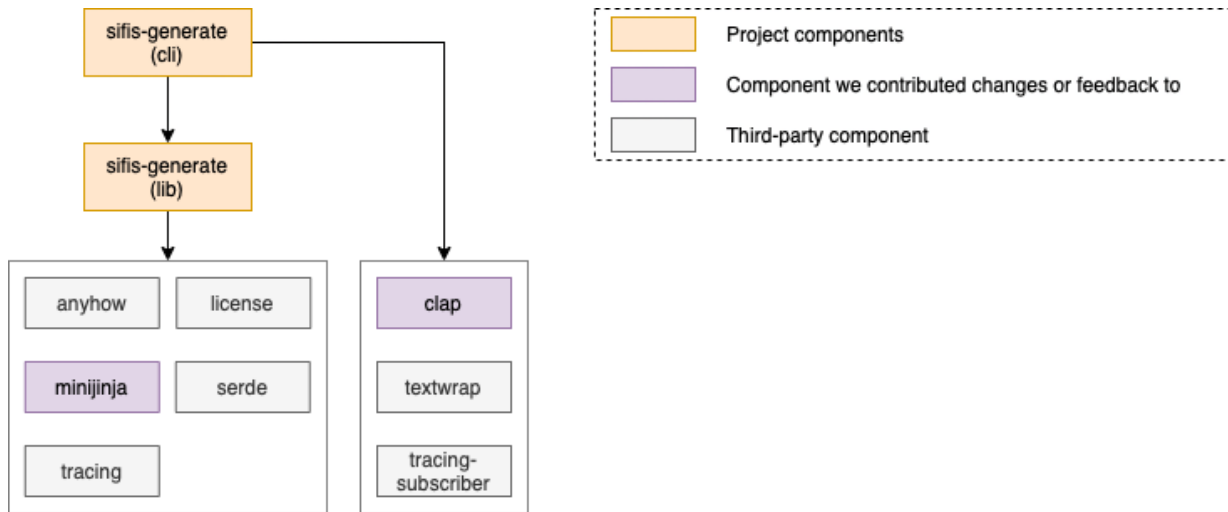 sifis-generate
(cli)
sifis-generate
(lib)
anyhow
license
minijinja
serde
tracing
clap
textwrap
tracing-
subscriber
Project components
Component we contributed changes or feedback to
Third-party component